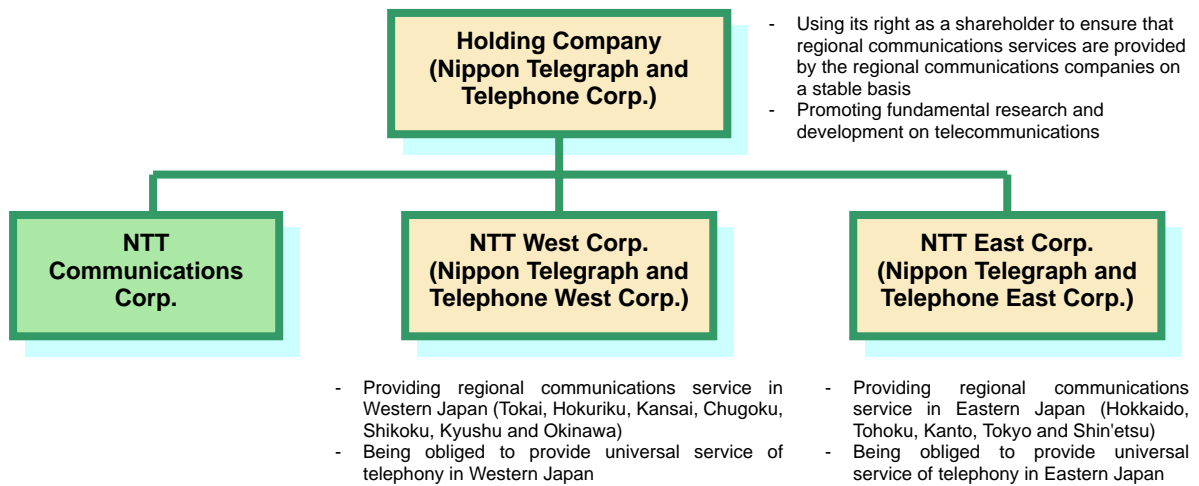 Holding Company
(Nippon Telegraph and
Telephone Corp.)
- Using its right as a shareholder to ensure that
regional communications services are provided
by the regional communications companies on
a stable basis
- Promoting fundamental research and
development on telecommunications
NTT
Communications
Corp.
NTT West Corp.
(Nippon Telegraph and
Telephone West Corp.)
NTT East Corp.
(Nippon Telegraph and
Telephone East Corp.)
- Providing regional communications service in
Western Japan (Tokai, Hokuriku, Kansai, Chugoku,
Shikoku, Kyushu and Okinawa)
- Being obliged to provide universal service of
telephony in Western Japan
- Providing regional communications
service in Eastern Japan (Hokkaido,
Tohoku, Kanto, Tokyo and Shin'etsu)
- Being obliged to provide universal
service of telephony in Eastern Japan